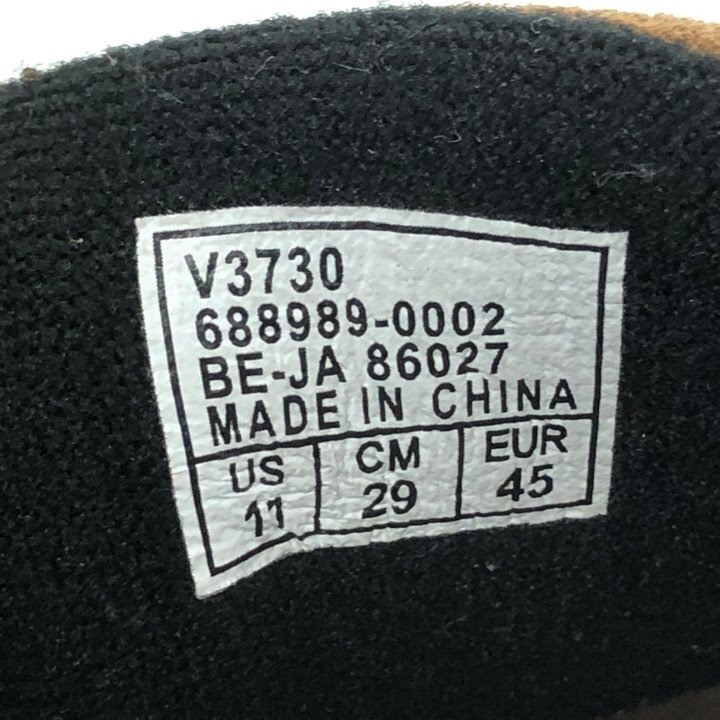 V3730
688989-0002
BE-JA 86027
MADE IN CHINA
US CM EUR
11 29 45